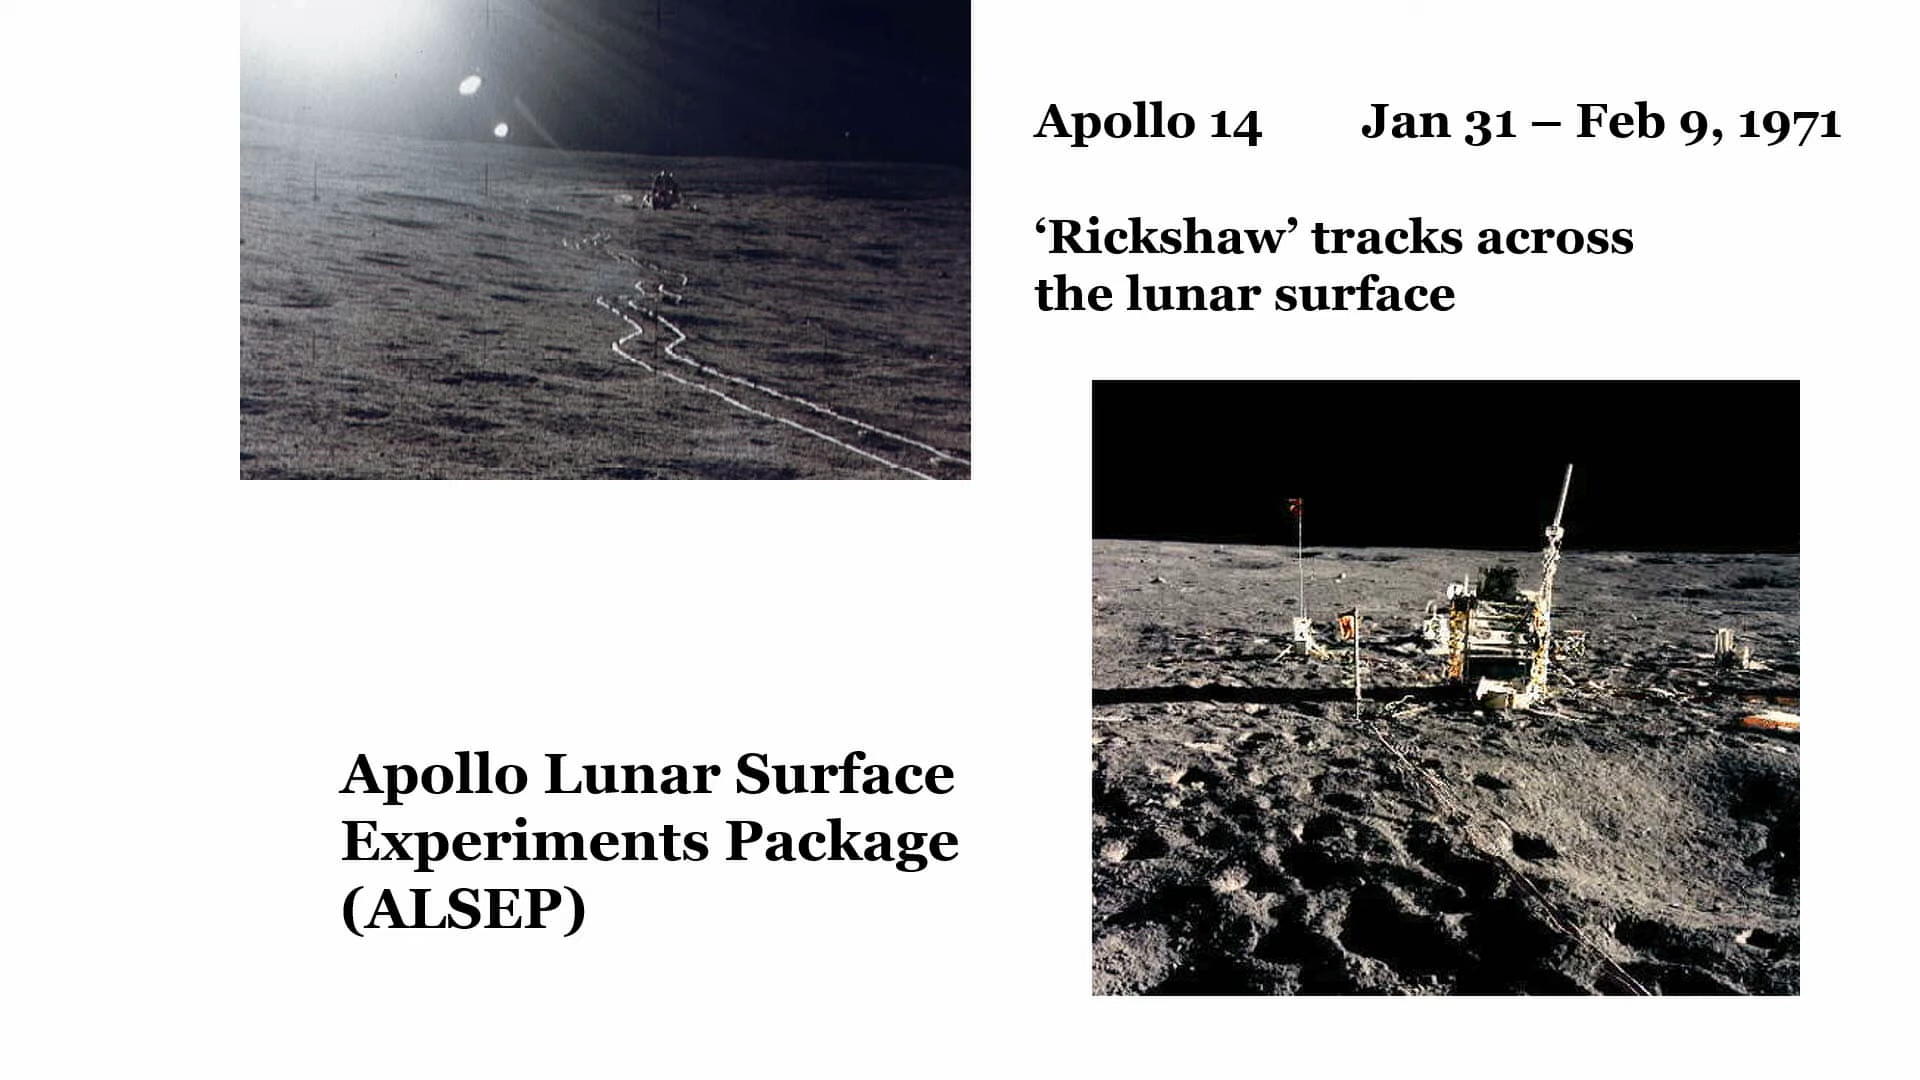 Apollo 14 Jan 31 – Feb 9, 1971
‘Rickshaw’ tracks across
the lunar surface
Apollo Lunar Surface
Experiments Package
(ALSEP)